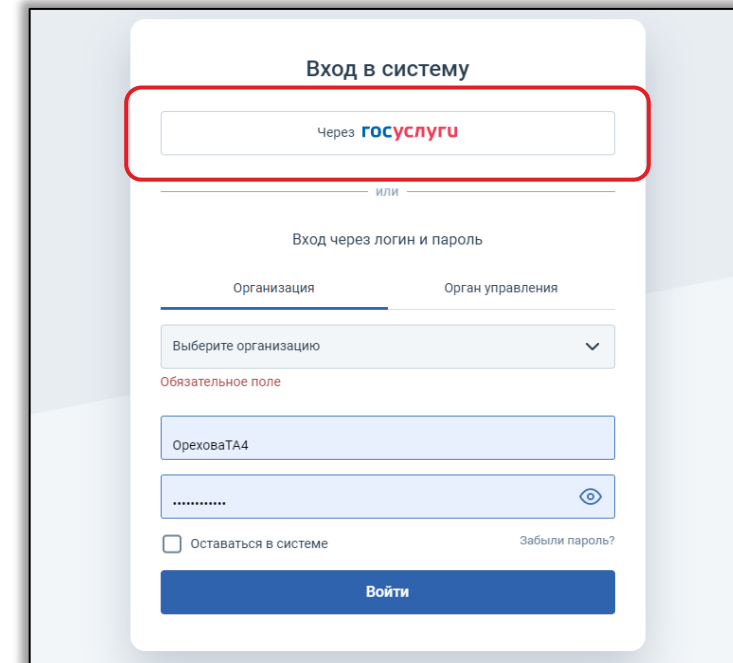 Вход в систему
Через госуслуги
или
Вход через логин и пароль
Организация Орган управления
Выберите организацию
Обязательное поле
ОреховаТА4
............
Оставаться в системе Забыли пароль?
Войти